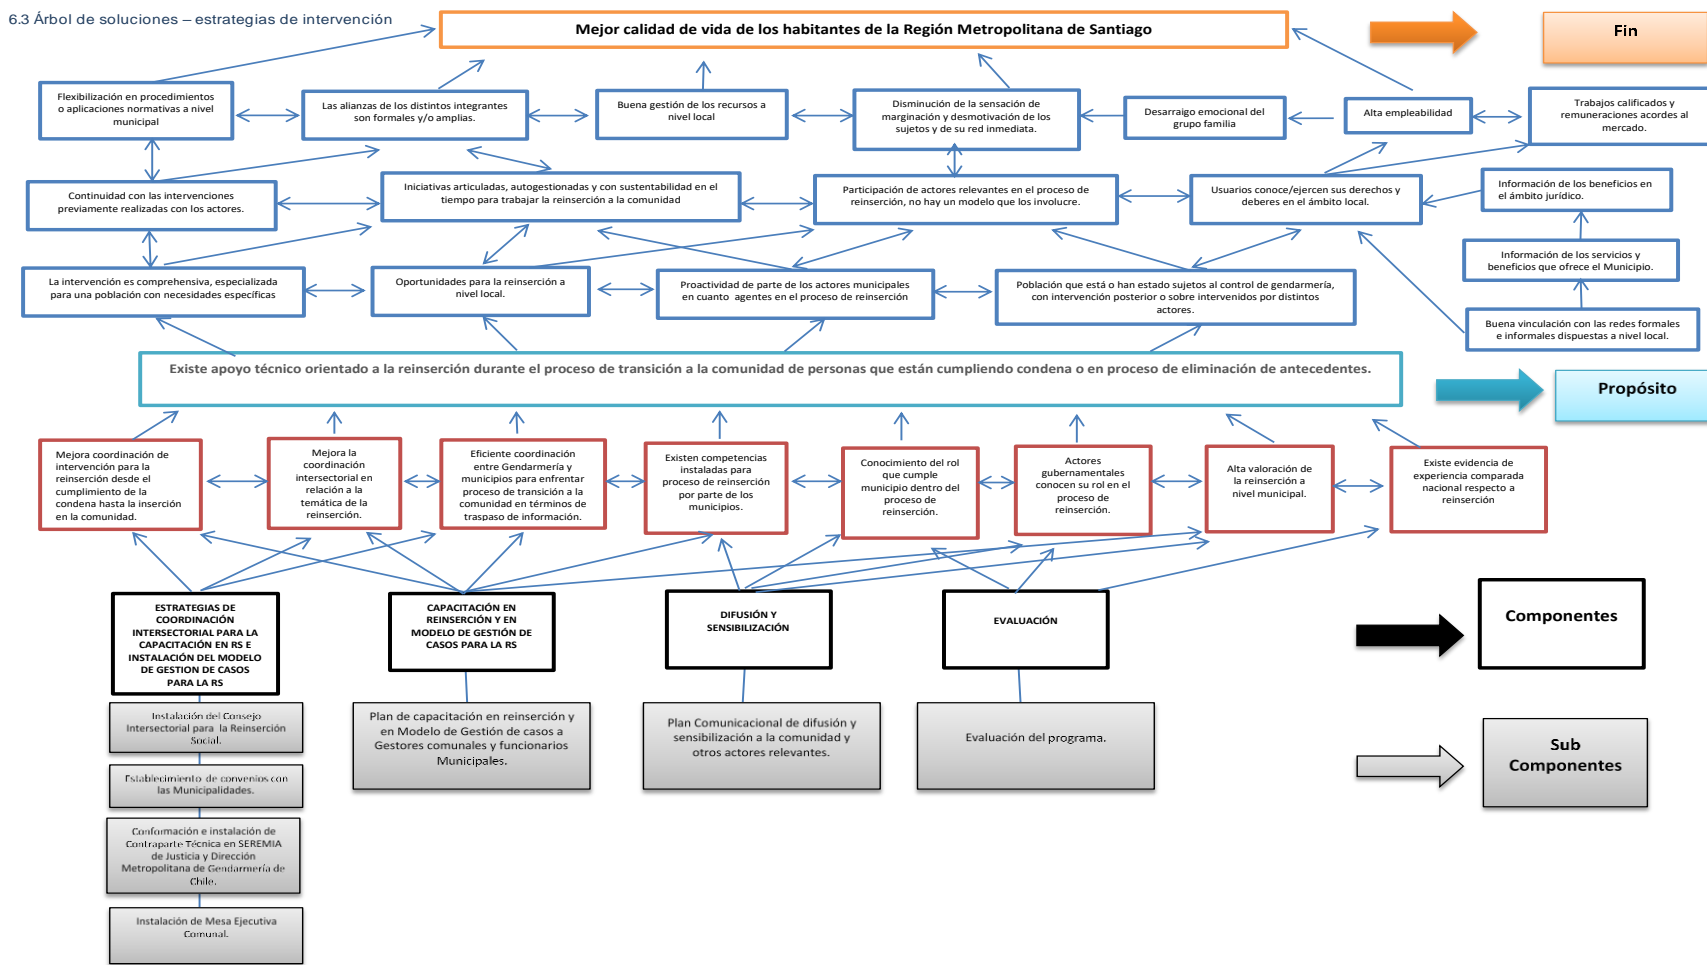 6.3 Árbol de soluciones – estrategias de intervención
Mejor calidad de vida de los habitantes de la Región Metropolitana de Santiago
Fin
Flexibilización en procedimientos
o aplicaciones normativas a nivel
municipal
Las alianzas de los distintos integrantes
son formales y/o amplias.
Buena gestión de los recursos a
nivel local
Disminución de la sensación de
marginación y desmotivación de los
sujetos y de su red inmediata.
Desarraigo emocional del
grupo familia
Alta empleabilidad
Trabajos calificados y
remuneraciones acordes al
mercado.
Continuidad con las intervenciones
previamente realizadas con los actores.
Iniciativas articuladas, autogestionadas y con sustentabilidad en el
tiempo para trabajar la reinserción a la comunidad
Participación de actores relevantes en el proceso de
reinserción, no hay un modelo que los involucre.
Usuarios conoce/ejercen sus derechos y
deberes en el ámbito local.
Información de los beneficios en
el ámbito jurídico.
La intervención es comprehensiva, especializada
para una población con necesidades específicas
Oportunidades para la reinserción a
nivel local.
Proactividad de parte de los actores municipales
en cuanto agentes en el proceso de reinserción
Población que está o han estado sujetos al control de gendarmería,
con intervención posterior o sobre intervenidos por distintos
actores.
Información de los servicios y
beneficios que ofrece el Municipio.
Buena vinculación con las redes formales
e informales dispuestas a nivel local.
Existe apoyo técnico orientado a la reinserción durante el proceso de transición a la comunidad de personas que están cumpliendo condena o en proceso de eliminación de antecedentes.
Propósito
Mejora coordinación de
intervención para la
reinserción desde el
cumplimiento de la
condena hasta la inserción
en la comunidad.
Mejora la
coordinación
intersectorial en
relación a la
temática de la
reinserción.
Eficiente coordinación
entre Gendarmería y
municipios para enfrentar
proceso de transición a la
comunidad en términos de
traspaso de información.
Existen competencias
instaladas para
proceso de reinserción
por parte de los
municipios.
Conocimiento del rol
que cumple
municipio dentro del
proceso de
reinserción.
Actores
gubernamentales
conocen su rol en el
proceso de
reinserción.
Alta valoración de
la reinserción a
nivel municipal.
Existe evidencia de
experiencia comparada
nacional respecto a
reinserción
ESTRATEGIAS DE
COORDINACIÓN
INTERSECTORIAL PARA LA
CAPACITACIÓN EN RS E
INSTALACIÓN DEL MODELO
DE GESTION DE CASOS
PARA LA RS
CAPACITACIÓN EN
REINSERCIÓN Y EN
MODELO DE GESTIÓN DE
CASOS PARA LA RS
DIFUSIÓN Y
SENSIBILIZACIÓN
EVALUACIÓN
Componentes
Instalación del Consejo
Intersectorial para la Reinserción
Social.
Establecimiento de convenios con
las Municipalidades.
Conformación e instalación de
Contraparte Técnica en SEREMIA
de Justicia y Dirección
Metropolitana de Gendarmería de
Chile.
Instalación de Mesa Ejecutiva
Comunal.
Plan de capacitación en reinserción y
en Modelo de Gestión de casos a
Gestores comunales y funcionarios
Municipales.
Plan Comunicacional de difusión y
sensibilización a la comunidad y
otros actores relevantes.
Evaluación del programa.
Sub
Componentes